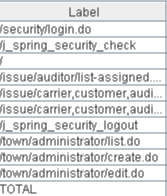 Label
/security/login.do
/j_spring_security_check
/
/issue/auditor/list-assigned....
/issue/carrier,customer,audi...
/issue/carrier,customer,audi...
/j_spring_security_logout
/town/administrator/list.do
/town/administrator/create.do
/town/administrator/edit.do
TOTAL